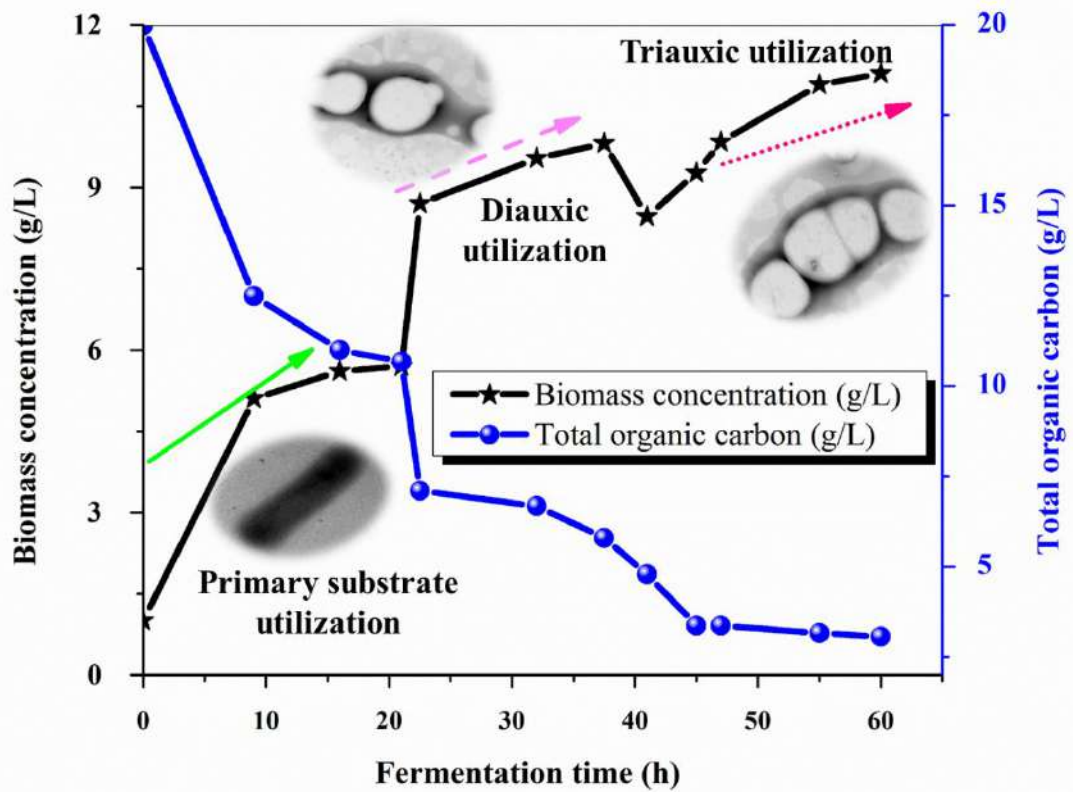 12
9
6
3
0
Biomass concentration (g/L)
20
15
10
5
Total organic carbon (g/L)
Triauxic utilization
Diauxic
utilization
Biomass concentration (g/L)
Total organic carbon (g/L)
Primary substrate
utilization
0 10 20 30 40 50 60
Fermentation time (h)